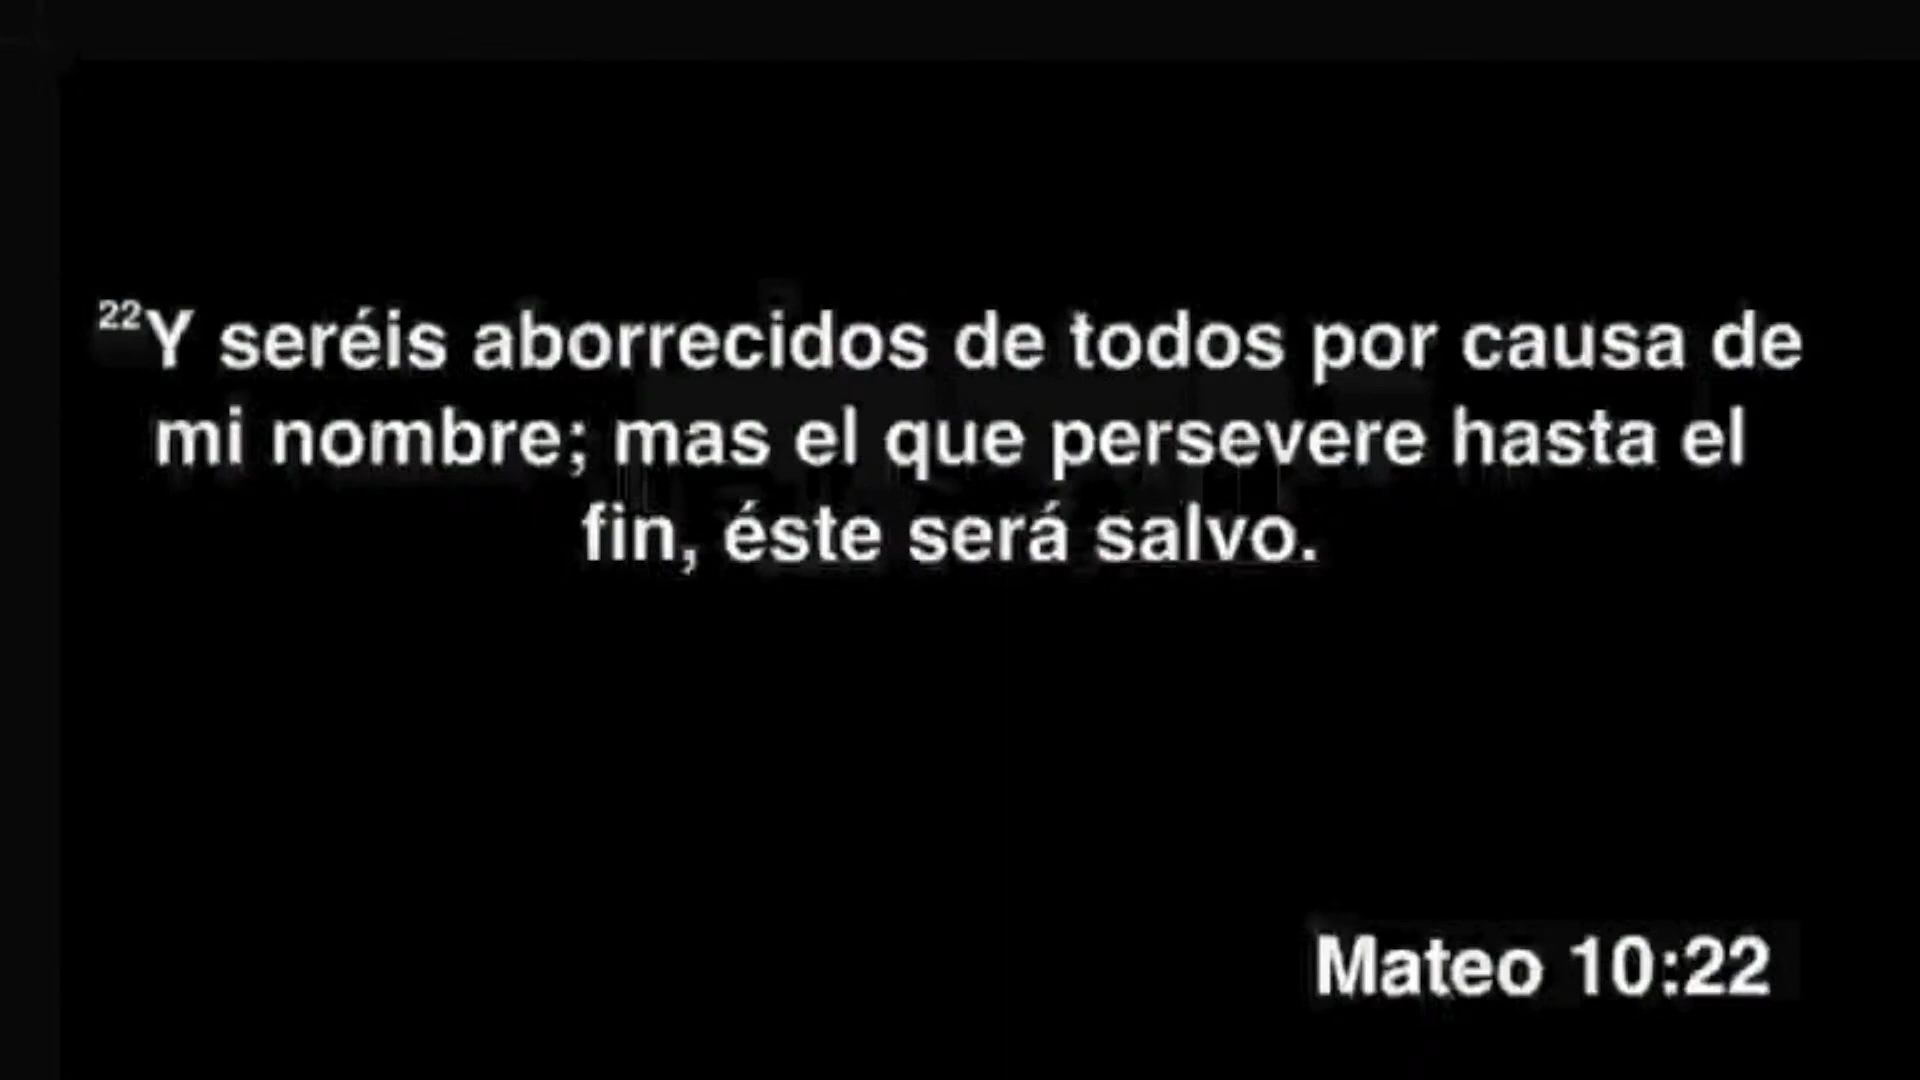 ²²Y seréis aborrecidos de todos por causa de
mi nombre; mas el que persevere hasta el
fin, éste será salvo.
Mateo 10:22